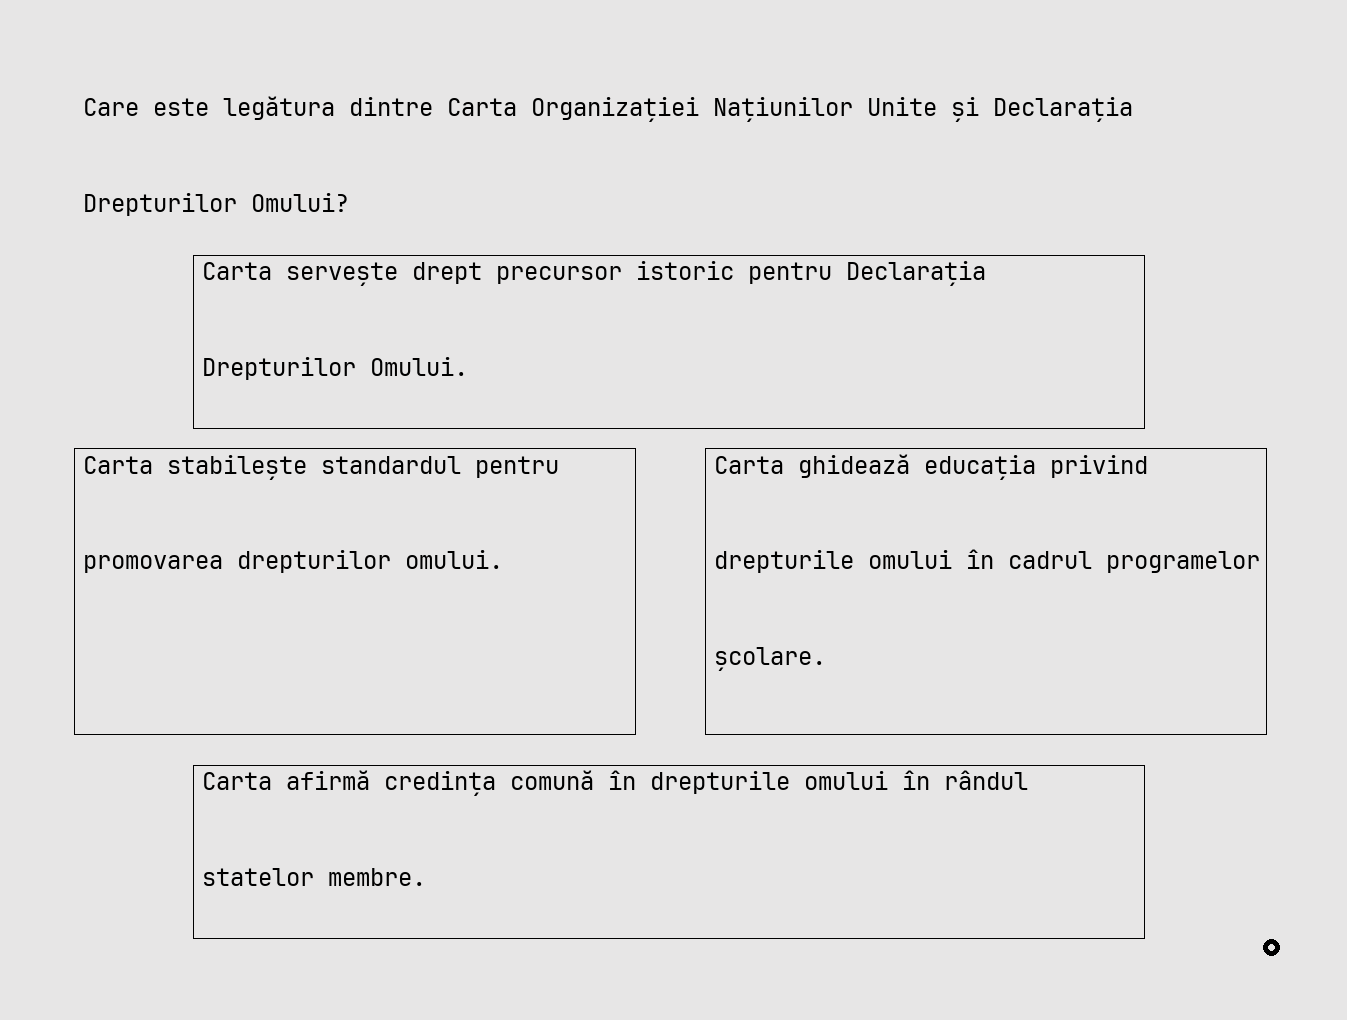 Care este legătura dintre Carta Organizației Națiunilor Unite și Declarația
Drepturilor Omului?
Carta servește drept precursor istoric pentru Declarația
Drepturilor Omului.
Carta stabilește standardul pentru
promovarea drepturilor omului.
Carta ghidează educația privind
drepturile omului în cadrul programelor
școlare.
Carta afirmă credința comună în drepturile omului în rândul
statelor membre.